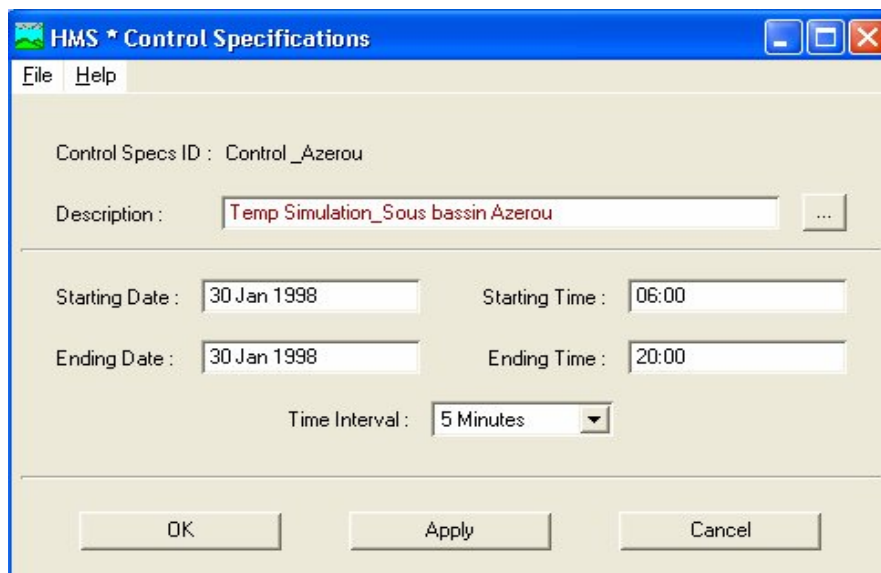 HMS * Control Specifications
File Help
Control Specs ID : Control _Azerou
Description : Temp Simulation_Sous bassin Azerou ...
Starting Date : 30 Jan 1998 Starting Time : 06:00
Ending Date : 30 Jan 1998 Ending Time : 20:00
Time Interval : 5 Minutes
OK Apply Cancel